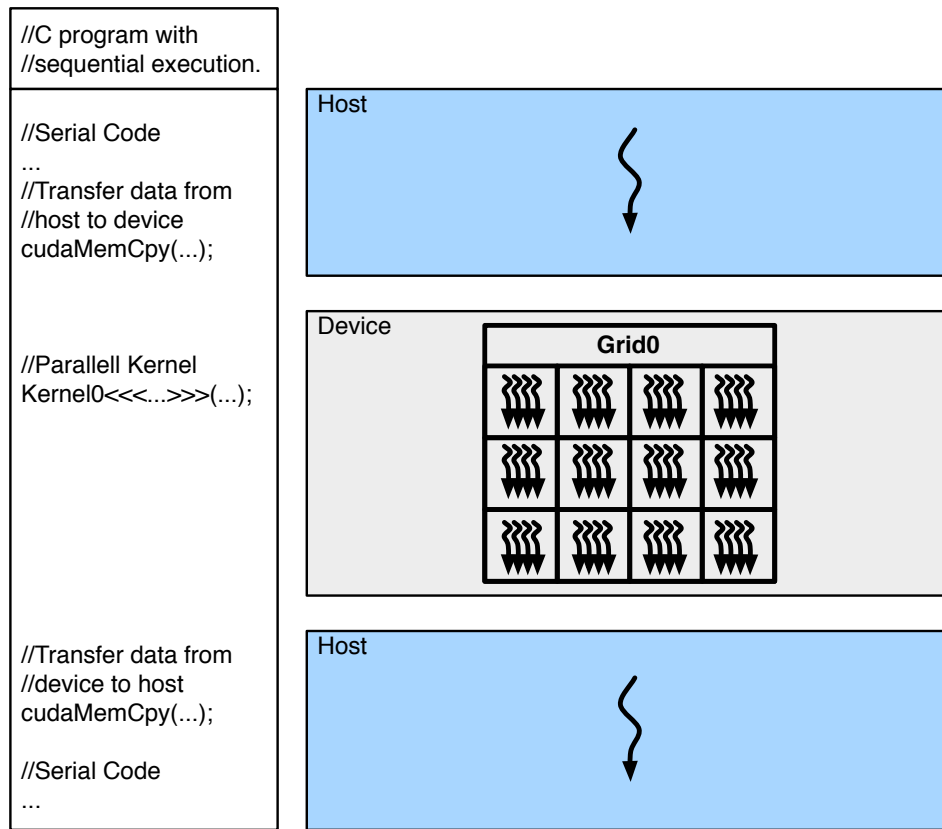 //C program with
//sequential execution.
//Serial Code
...
//Transfer data from
//host to device
cudaMemCpy(...);
Host
Device
Grid0
//Parallell Kernel
Kernel0<<<...>>>(...);
//Transfer data from
//device to host
cudaMemCpy(...);
//Serial Code
...
Host